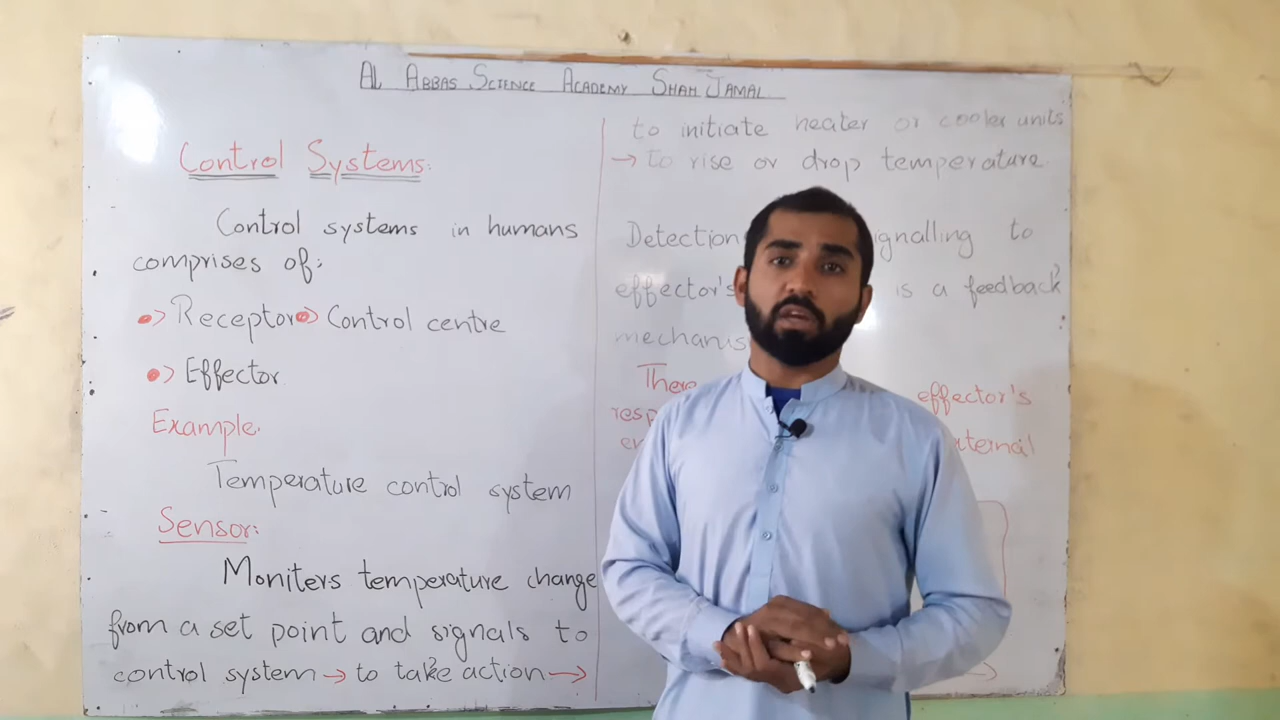 AL ABBAS SCIENCE ACADEMY SHAH JAMAL
Control Systems:
Control systems in humans
comprises of:
Receptor Control centre
Effector
Example.
Temperature control system
Sensor:
Moniters temperature change
from a set point and signals to
control system → to take action →
to initiate heater or cooler units
→ to rise or drop temperature.
Detection to
effector's is a feedback
effector's